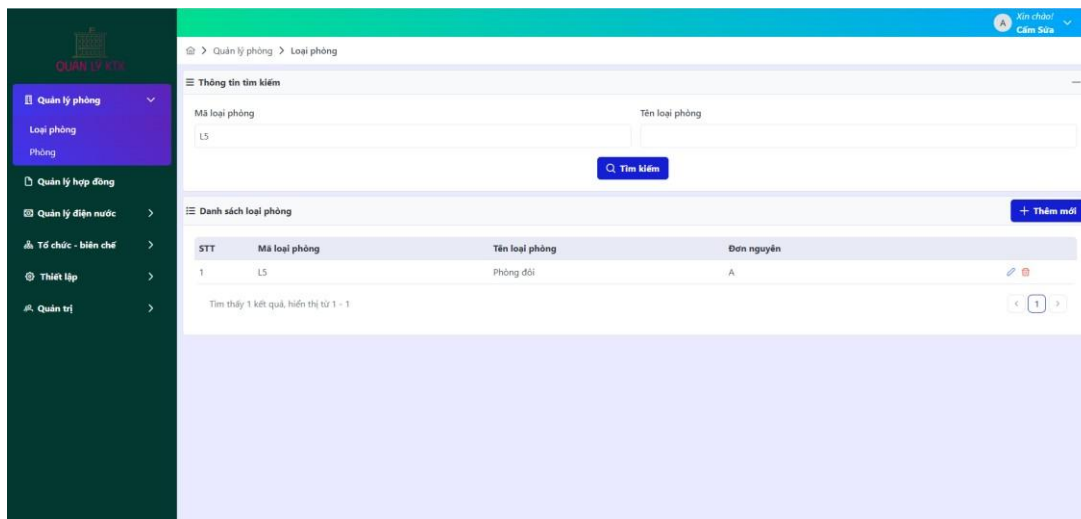 Xin chào!
A
Cấm Sửa
QUẢN LÝ KTX
Quản lý phòng > Loại phòng
Thông tin tìm kiếm
Quản lý phòng
Mã loại phòng
Tên loại phòng
Loại phòng
L5
Phòng
Tìm kiếm
Quản lý hợp đồng
Quản lý điện nước
Danh sách loại phòng
+ Thêm mới
Tổ chức - biên chế
STT Mã loại phòng Tên loại phòng Đơn nguyên
1 L5 Phòng đôi A
Thiết lập
Tìm thấy 1 kết quả, hiển thị từ 1 - 1
< 1 >
Quản trị